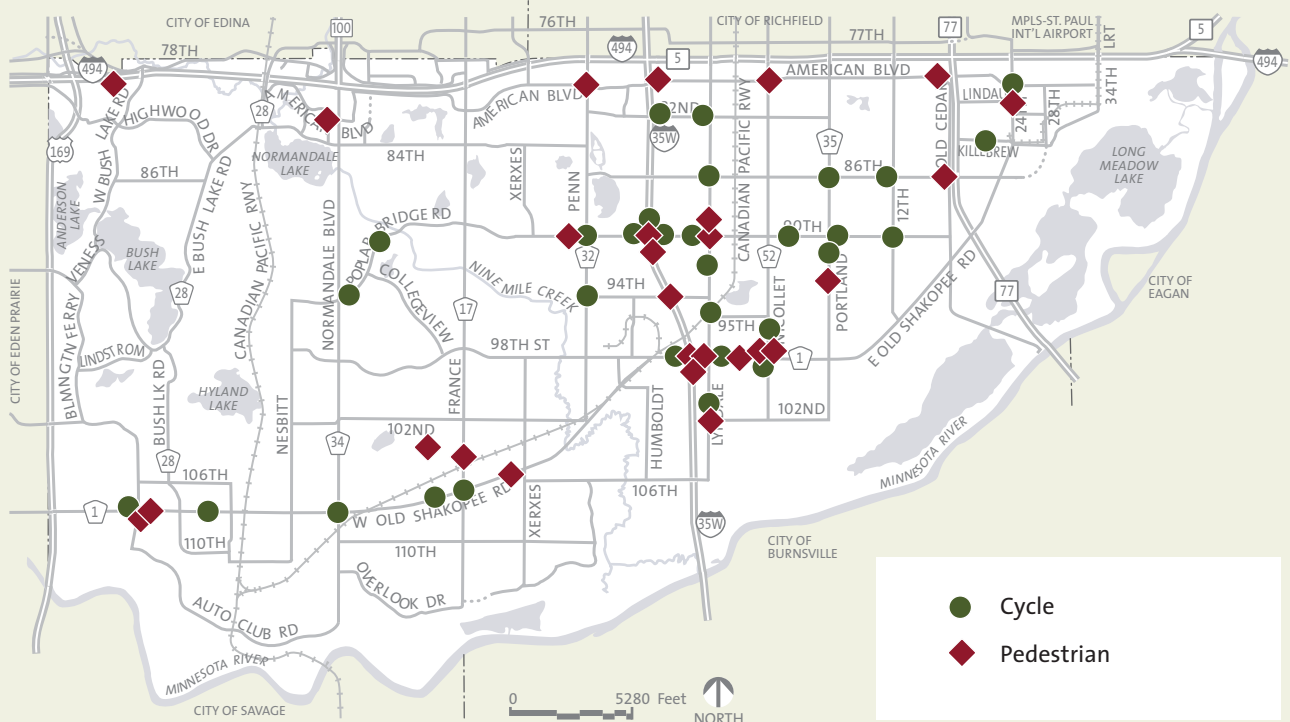 CITY OF EDINA
100
76TH
CITY OF RICHFIELD
77TH
77
MPLS-ST. PAUL
INT'L AIRPORT
LRT
5
78TH
494
5
494
494
AMERICAN BLVD
34TH
W BUSH LAKE RD
HIGHWOOD DR
28
AMERICAN BLVD
AMERICAN BLVD
82ND
35W
CANADIAN PACIFIC RWY
OLD CEDAR
LINDAU
24TH
28TH
169
NORMANDALE
LAKE
84TH
35
KILLEBREW
LONG
MEADOW
LAKE
86TH
XERXES
PENN
86TH
12TH
ANDERSON
LAKE
E BUSH LAKE RD
CANADIAN PACIFIC RWY
NORMANDALE BLVD
POPLAR BRIDGE RD
90TH
BUSH
LAKE
32
52
COLLEGEVIEW
NINE MILE CREEK
94TH
NICOLLET
PORTLAND
E OLD SHAKOPEE RD
77
CITY OF
EAGAN
CITY OF EDEN PRAIRIE
BLMNGTN FERRY
VENESS
28
17
95TH
LINDSTROM
98TH ST
1
BUSH LK RD
HYLAND
LAKE
NESBITT
FRANCE
HUMBOLDT
LYNDALE
102ND
34
102ND
28
106TH
106TH
MINNESOTA RIVER
1
W OLD SHAKOPEE RD
XERXES
35W
110TH
110TH
CITY OF
BURNSVILLE
OVERLOOK DR
AUTO CLUB RD
MINNESOTA RIVER
CITY OF SAVAGE
0 5280 Feet
NORTH
Cycle
Pedestrian